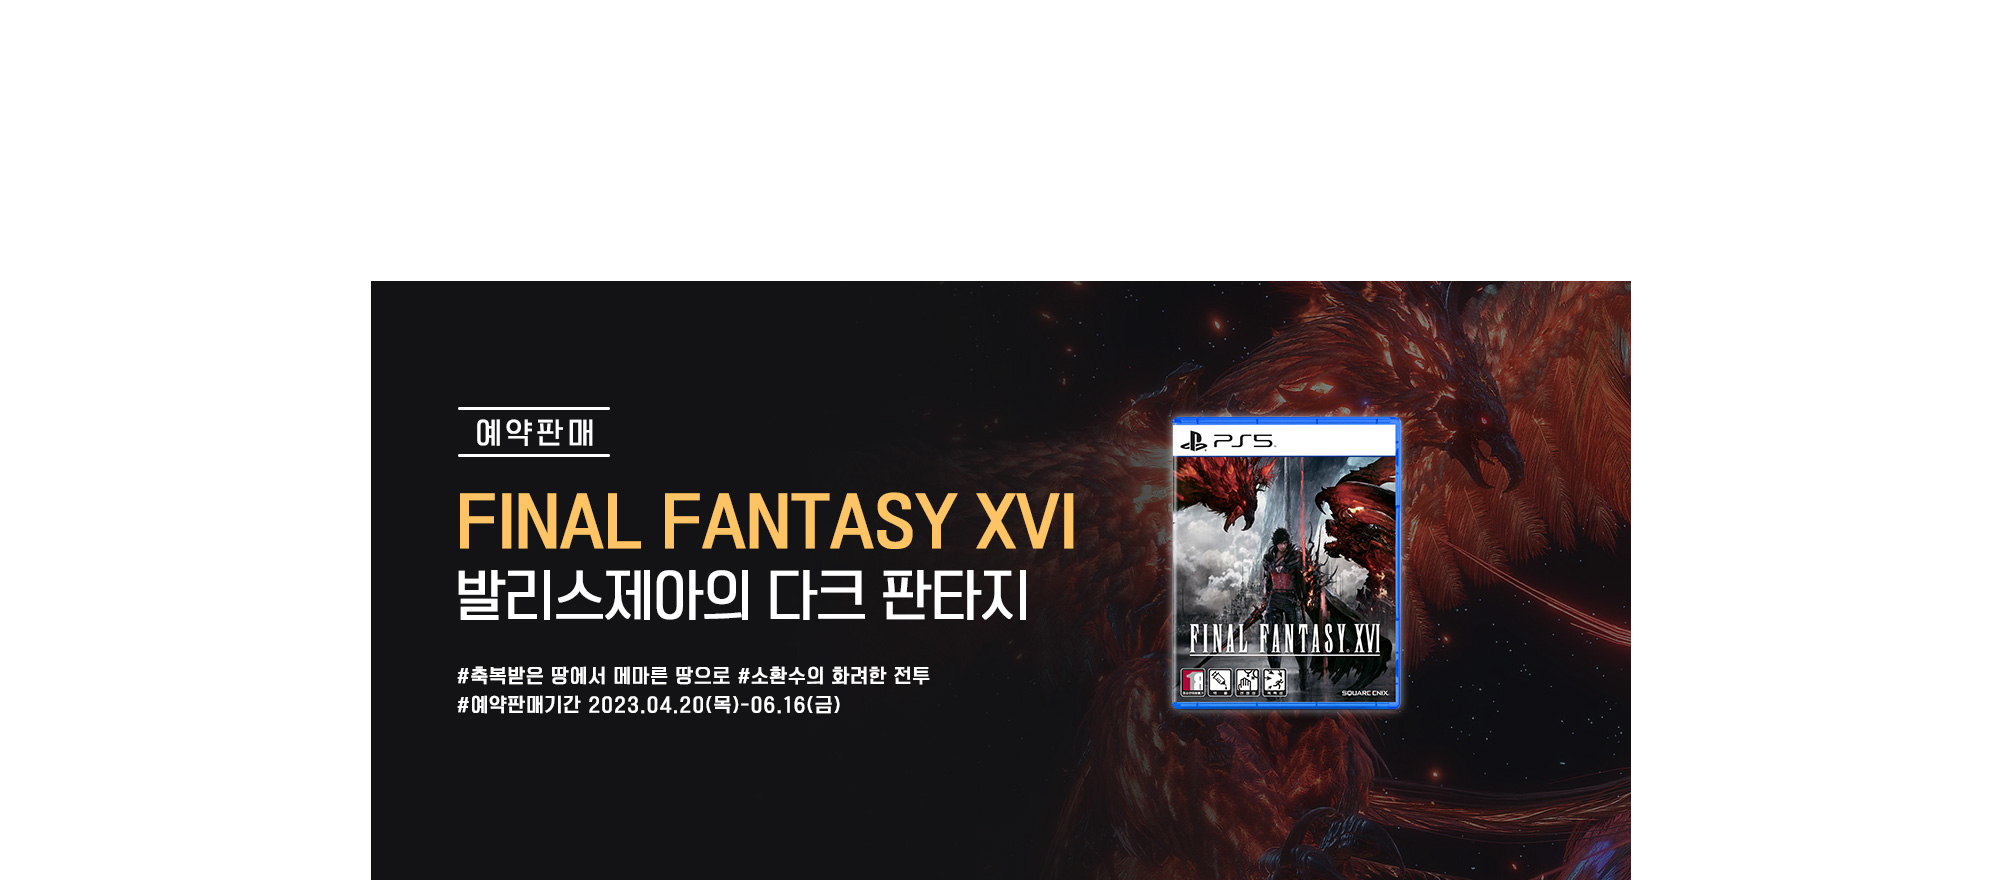 예약판매
FINAL FANTASY XVI
발리스제아의 다크 판타지
#축복받은 땅에서 메마른 땅으로 #소환수의 화려한 전투
#예약판매기간 2023.04.20(목)-06.16(금)
PS5
FINAL FANTASY XVI
18
SQUARE ENIX